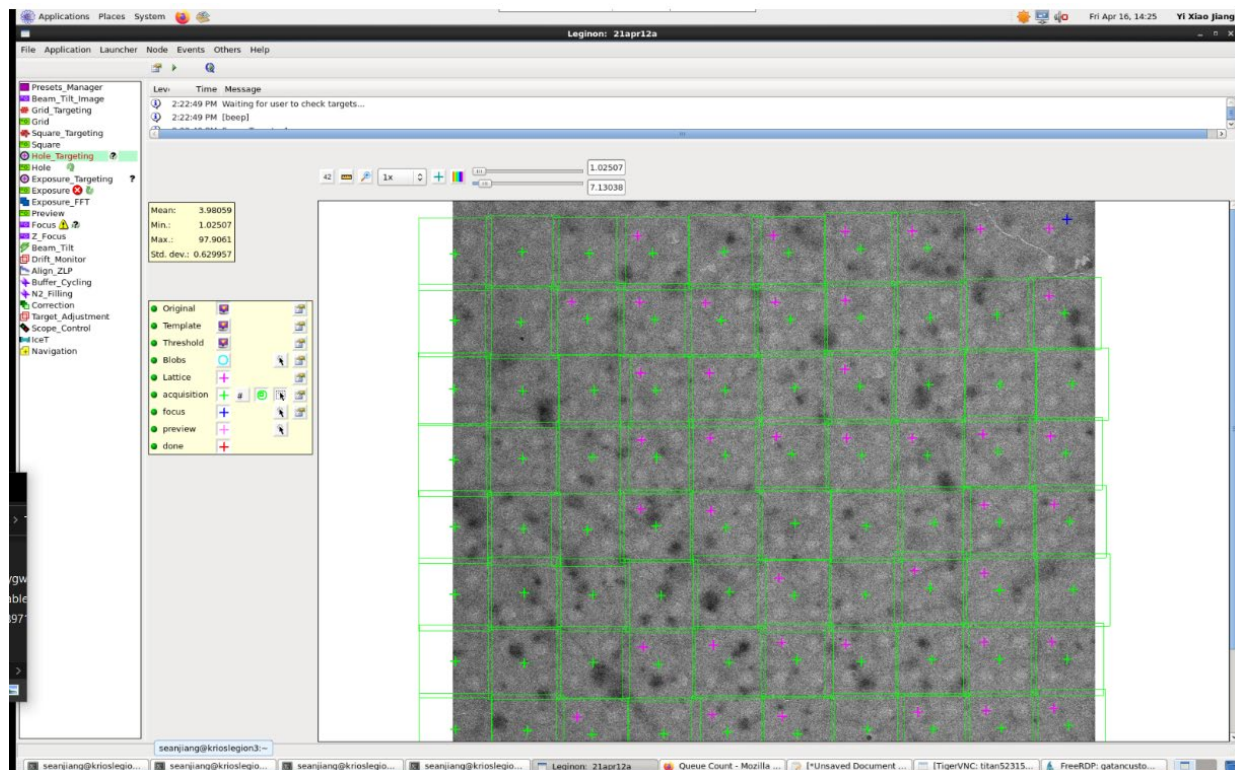 Applications Places System
Fri Apr 16, 14:25 Yi Xiao Jiang
Leginon: 21apr12a
File Application Launcher Node Events Others Help
Presets_Manager
Beam_Tilt_Image
Grid_Targeting
Grid
Square_Targeting
Square
Hole_Targeting ?
Hole
Exposure_Targeting ?
Exposure
Exposure_FFT
Preview
Focus
Z_Focus
Beam_Tilt
Drift_Monitor
Align_ZLP
Buffer_Cycling
N2_Filling
Correction
Target_Adjustment
Scope_Control
IceT
Navigation
Time Message
2:22:49 PM Waiting for user to check targets...
2:22:49 PM [beep]
42 1x
1.02507
7.13038
Mean: 3.98059
Min.: 1.02507
Max.: 97.9061
Std. dev.: 0.629957
Original
Template
Threshold
Blobs
Lattice
acquisition #
focus
preview
done
seanjiang@krioslegion3:~
seanjiang@krioslegio... seanjiang@krioslegio... seanjiang@krioslegio... seanjiang@krioslegio... Leginon: 21apr12a Queue Count - Mozilla ... [*Unsaved Document ... [TigerVNC: titan52315... FreeRDP: gatancusto...